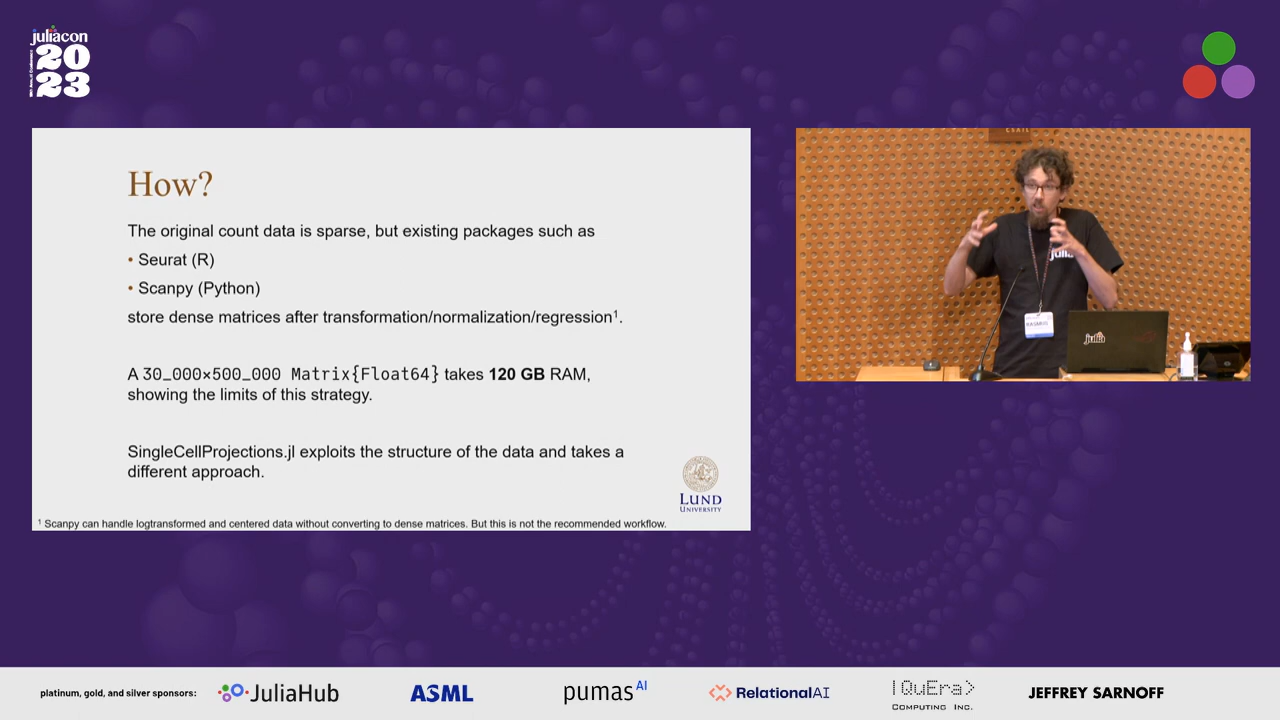 juliacon
20
23
How?
The original count data is sparse, but existing packages such as
• Seurat (R)
• Scanpy (Python)
store dense matrices after transformation/normalization/regression¹.
A 30_000×500_000 Matrix{Float64} takes 120 GB RAM,
showing the limits of this strategy.
SingleCellProjections.jl exploits the structure of the data and takes a
different approach.
LUND
UNIVERSITY
¹ Scanpy can handle logtransformed and centered data without converting to dense matrices. But this is not the recommended workflow.
julia
julia
platinum, gold, and silver sponsors:
JuliaHub
ASML
pumasAI
RelationalAI
|QuEra>
COMPUTING INC.
JEFFREY SARNOFF